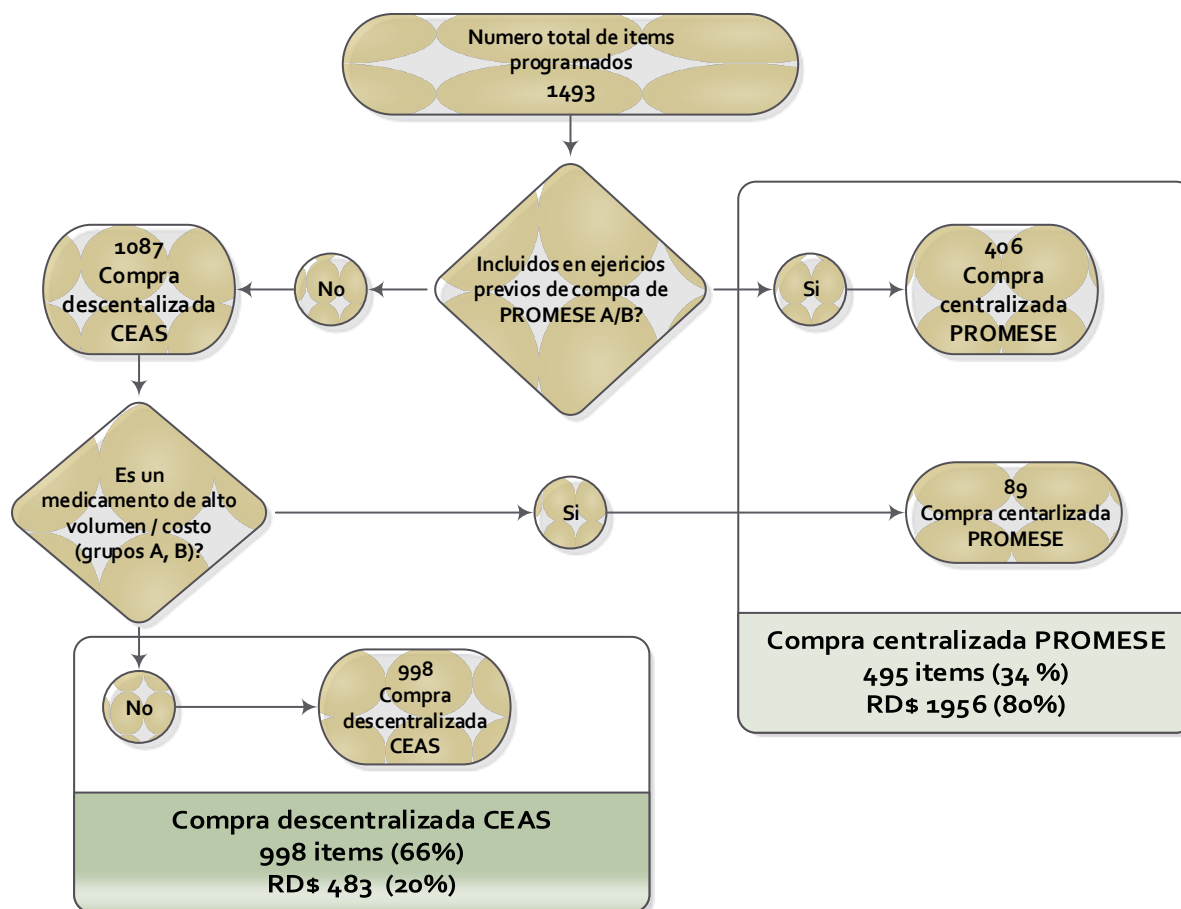 Numero total de items
programados
1493
Incluidos en ejericios
previos de compra de
PROMESE A/B?
No
1087
Compra
descentalizada
CEAS
Si
406
Compra
centralizada
PROMESE
Es un
medicamento de alto
volumen / costo
(grupos A, B)?
Si
89
Compra centarlizada
PROMESE
Compra centralizada PROMESE
495 items (34 %)
RD$ 1956 (80%)
No
998
Compra
descentralizada
CEAS
Compra descentralizada CEAS
998 items (66%)
RD$ 483 (20%)